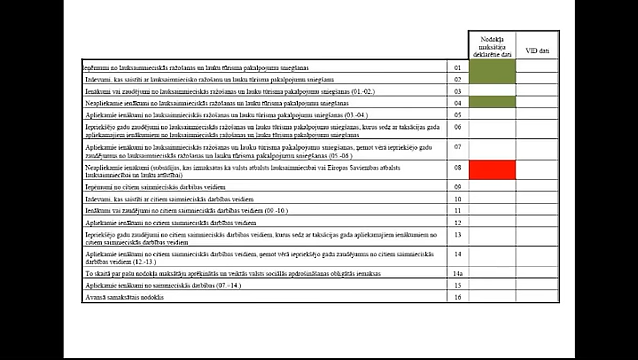 Nodokļa
maksātāja
deklarētie dati
VID dati
Ieņēmumi no lauksaimnieciskās ražošanas un lauku tūrisma pakalpojumu sniegšanas 01
Izdevumi, kas saistīti ar lauksaimniecisko ražošanu un lauku tūrisma pakalpojumu sniegšanu 02
Ienākumi vai zaudējumi no lauksaimnieciskās ražošanas un lauku tūrisma pakalpojumu sniegšanas (01.-02.) 03
Neapliekamie ienākumi no lauksaimnieciskās ražošanas un lauku tūrisma pakalpojumu sniegšanas 04
Apliekamie ienākumi no lauksaimnieciskās ražošanas un lauku tūrisma pakalpojumu sniegšanas (03.-04.) 05
Iepriekšējo gadu zaudējumi no lauksaimnieciskās ražošanas un lauku tūrisma pakalpojumu sniegšanas, kurus sedz ar taksācijas gada 06
apliekamajiem ienākumiem no lauksaimnieciskās ražošanas un lauku tūrisma pakalpojumu sniegšanas
Apliekamie ienākumi no lauksaimnieciskās ražošanas un lauku tūrisma pakalpojumu sniegšanas, ņemot vērā iepriekšējo gadu 07
zaudējumus no lauksaimnieciskās ražošanas un lauku tūrisma pakalpojumu sniegšanas (05.-06.)
Neapliekamie ienākumi (subsīdijas, kas izmaksātas kā valsts atbalsts lauksaimniecībai vai Eiropas Savienības atbalsts 08
lauksaimniecībai un lauku attīstībai)
Ieņēmumi no citiem saimnieciskās darbības veidiem 09
Izdevumi, kas saistīti ar citiem saimnieciskās darbības veidiem 10
Ienākumi vai zaudējumi no citiem saimnieciskās darbības veidiem (09.-10.) 11
Apliekamie ienākumi no citiem saimnieciskās darbības veidiem 12
Iepriekšējo gadu zaudējumi no citiem saimnieciskās darbības veidiem, kurus sedz ar taksācijas gada apliekamajiem ienākumiem no 13
citiem saimnieciskās darbības veidiem
Apliekamie ienākumi no citiem saimnieciskās darbības veidiem, ņemot vērā iepriekšējo gadu zaudējumus no citiem saimnieciskās 14
darbības veidiem (12.-13.)
To skaitā par pašu nodokļa maksātāju aprēķinātās un veiktās valsts sociālās apdrošināšanas obligātās iemaksas 14a
Apliekamie ienākumi no saimnieciskās darbības (07.+14.) 15
Avansā samaksātais nodoklis 16